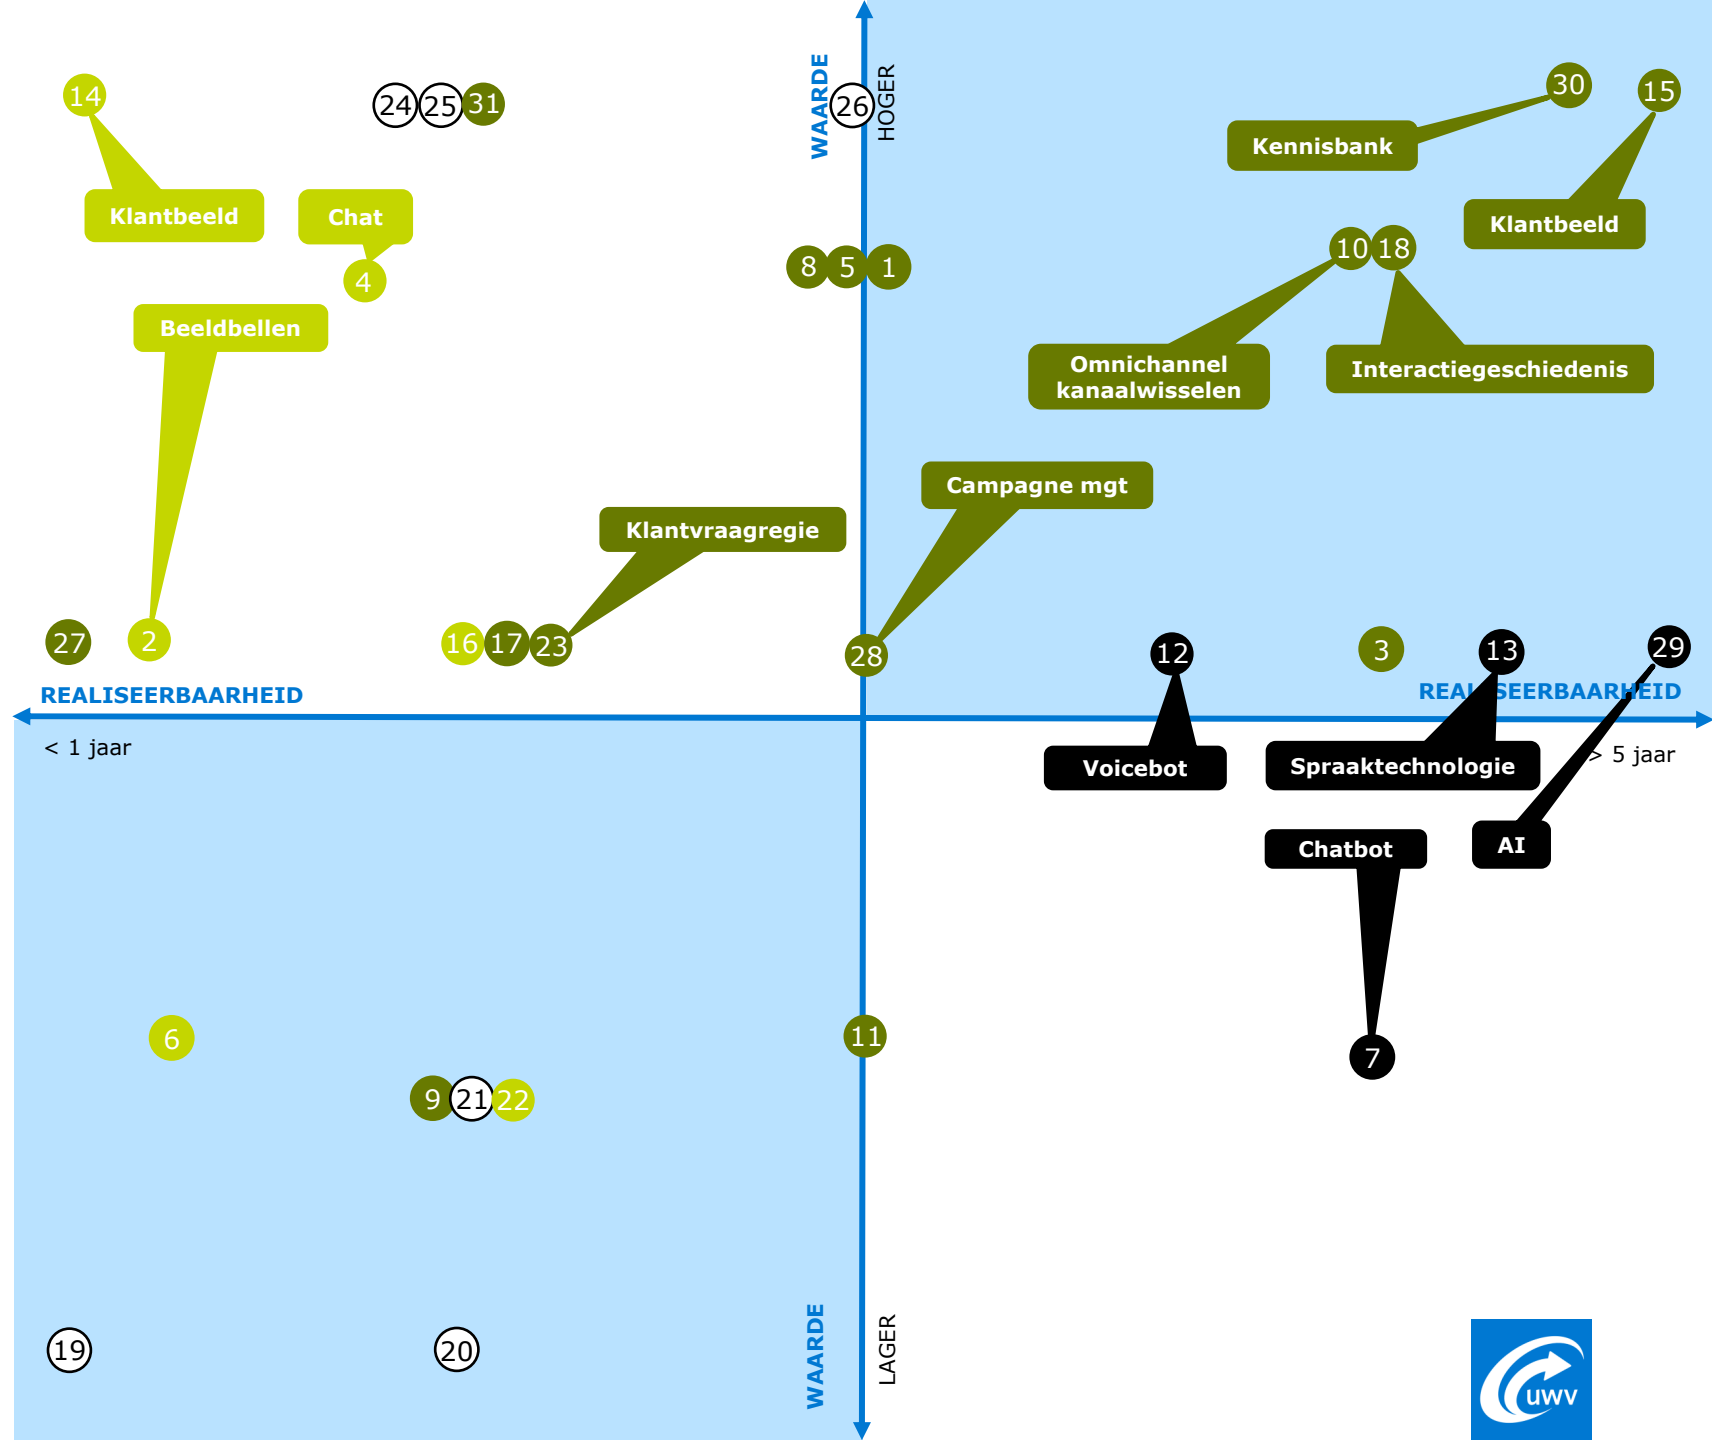 WAARDE
HOGER
14
24
25
31
26
30
15
Kennisbank
Klantbeeld
Chat
Klantbeeld
8
5
1
10
18
4
Beeldbellen
Omnichannel
kanaalwisselen
Interactiegeschiedenis
Campagne mgt
Klantvraagregie
27
2
16
17
23
28
12
3
13
29
REALISEERBAARHEID
REALISEERBAARHEID
< 1 jaar
> 5 jaar
Voicebot
Spraaktechnologie
Chatbot
AI
6
11
7
9
21
22
19
20
WAARDE
LAGER
UWV